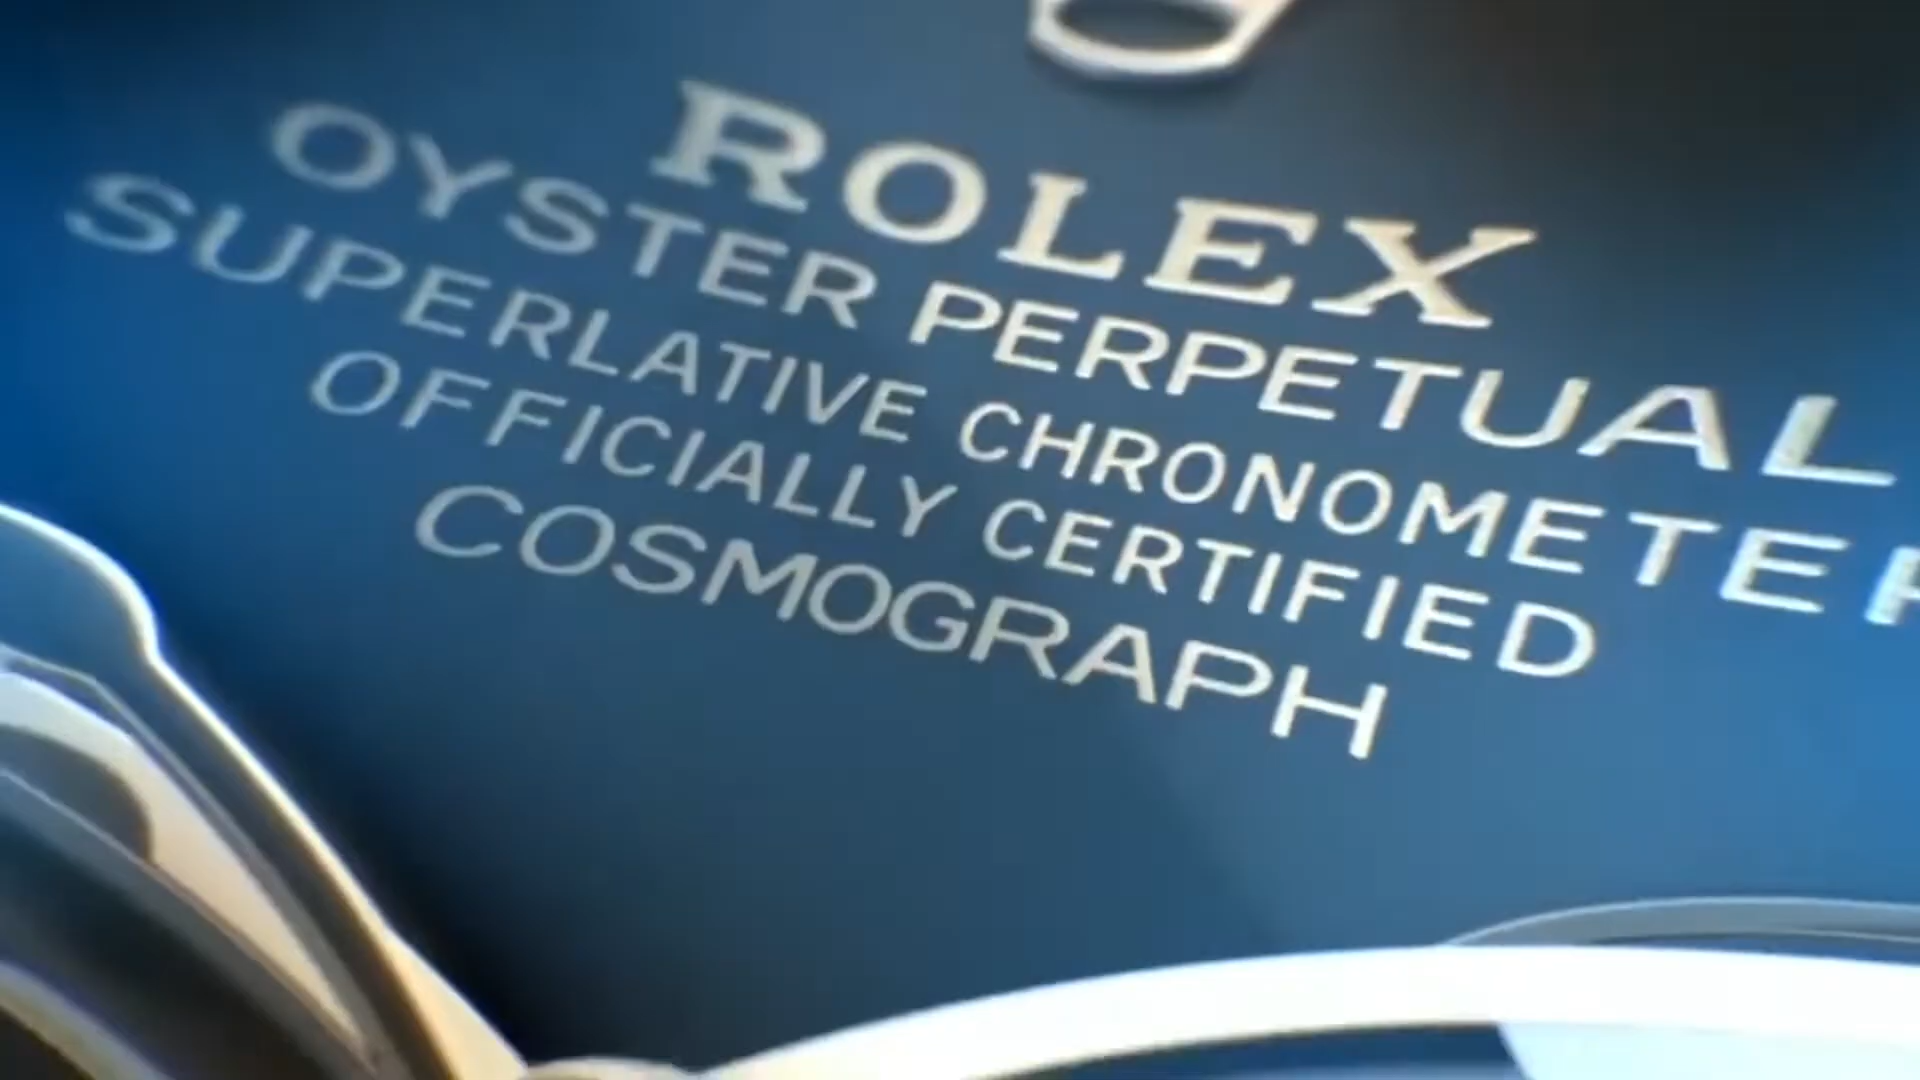 ROLEX
OYSTER PERPETUAL
SUPERLATIVE CHRONOMETER
OFFICIALLY CERTIFIED
COSMOGRAPH